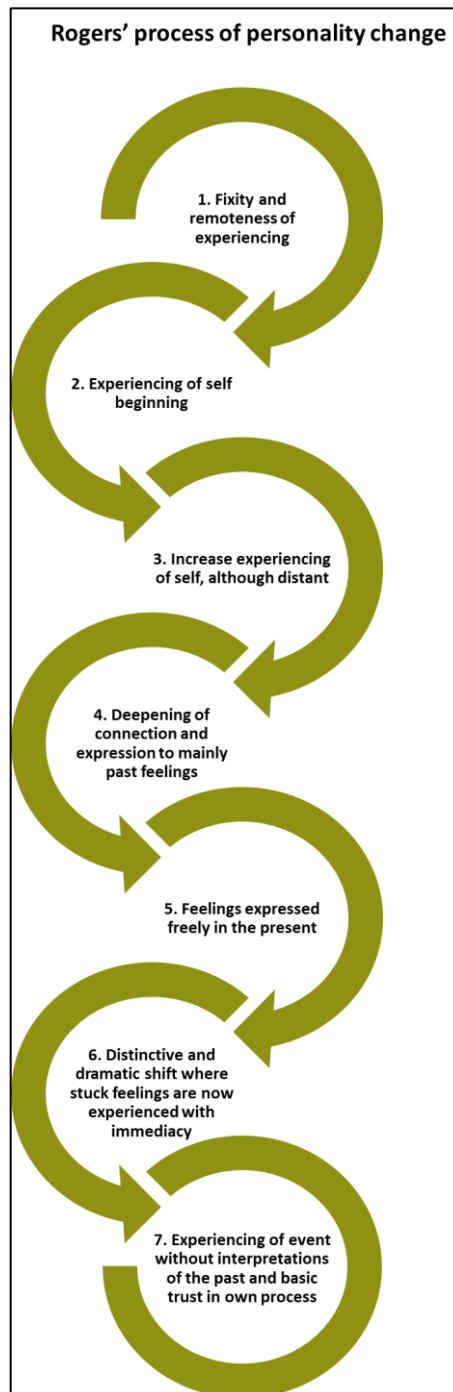 Rogers’ process of personality change
1. Fixity and
remoteness of
experiencing
2. Experiencing of self
beginning
3. Increase experiencing
of self, although distant
4. Deepening of
connection and
expression to mainly
past feelings
5. Feelings expressed
freely in the present
6. Distinctive and
dramatic shift where
stuck feelings are now
experienced with
immediacy
7. Experiencing of event
without interpretations
of the past and basic
trust in own process